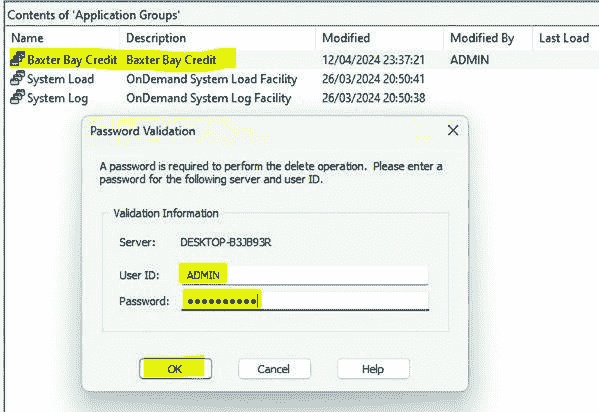 Contents of 'Application Groups'
Name Description Modified Modified By Last Load
Baxter Bay Credit Baxter Bay Credit 12/04/2024 23:37:21 ADMIN
System Load OnDemand System Load Facility 26/03/2024 20:50:41
System Log OnDemand System Log Facility 26/03/2024 20:50:38
Password Validation
A password is required to perform the delete operation. Please enter a
password for the following server and user ID.
Validation Information
Server: DESKTOP-B3JB93R
User ID: ADMIN
Password: ●●●●●●●●●●
OK Cancel Help